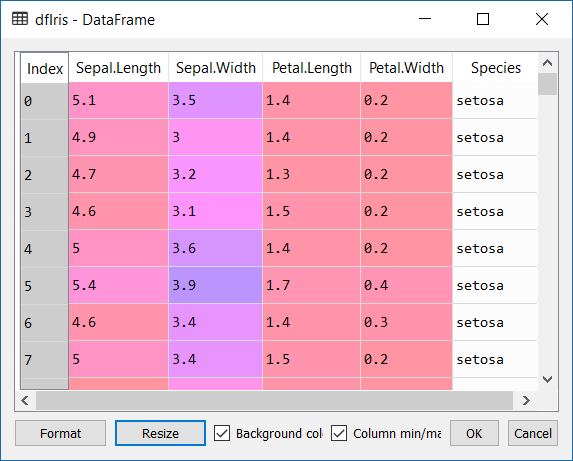 dfIris - DataFrame
Index Sepal.Length Sepal.Width Petal.Length Petal.Width Species
0 5.1 3.5 1.4 0.2 setosa
1 4.9 3 1.4 0.2 setosa
2 4.7 3.2 1.3 0.2 setosa
3 4.6 3.1 1.5 0.2 setosa
4 5 3.6 1.4 0.2 setosa
5 5.4 3.9 1.7 0.4 setosa
6 4.6 3.4 1.4 0.3 setosa
7 5 3.4 1.5 0.2 setosa
Format Resize Background col Column min/ma OK Cancel